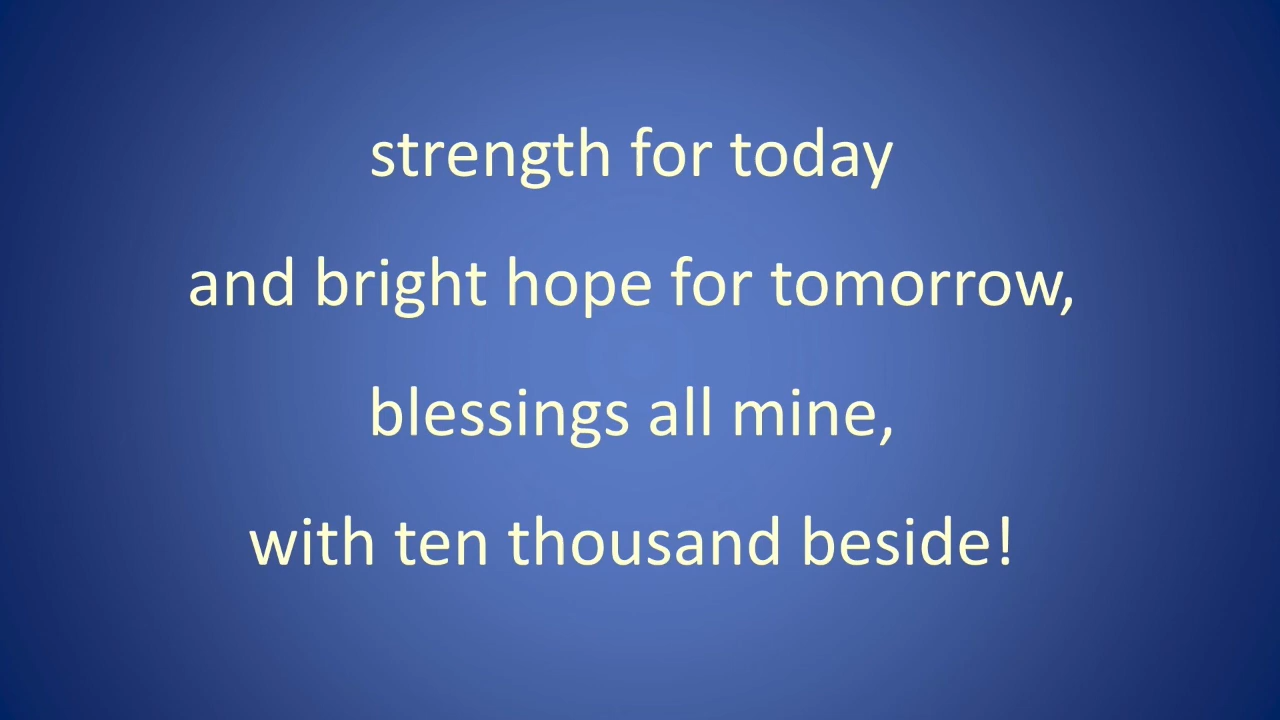 strength for today
and bright hope for tomorrow,
blessings all mine,
with ten thousand beside!